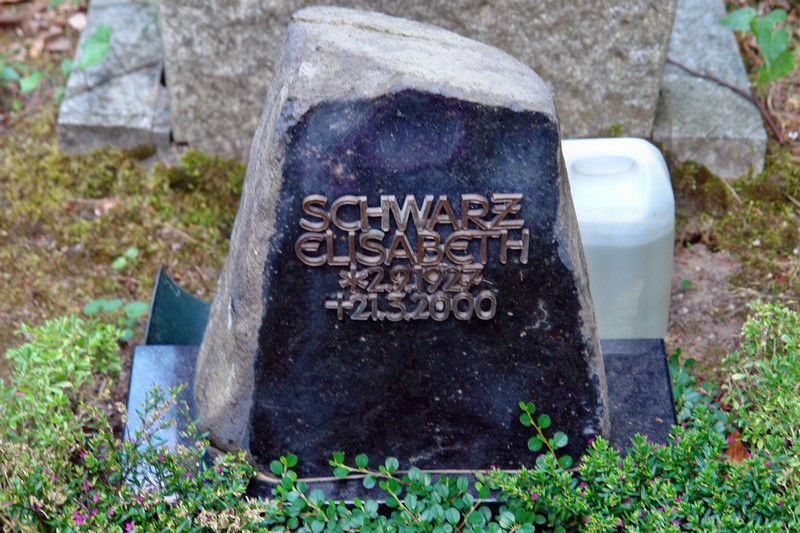 SCHWARZ
ELISABETH
*2.9.1927
†21.3.2000